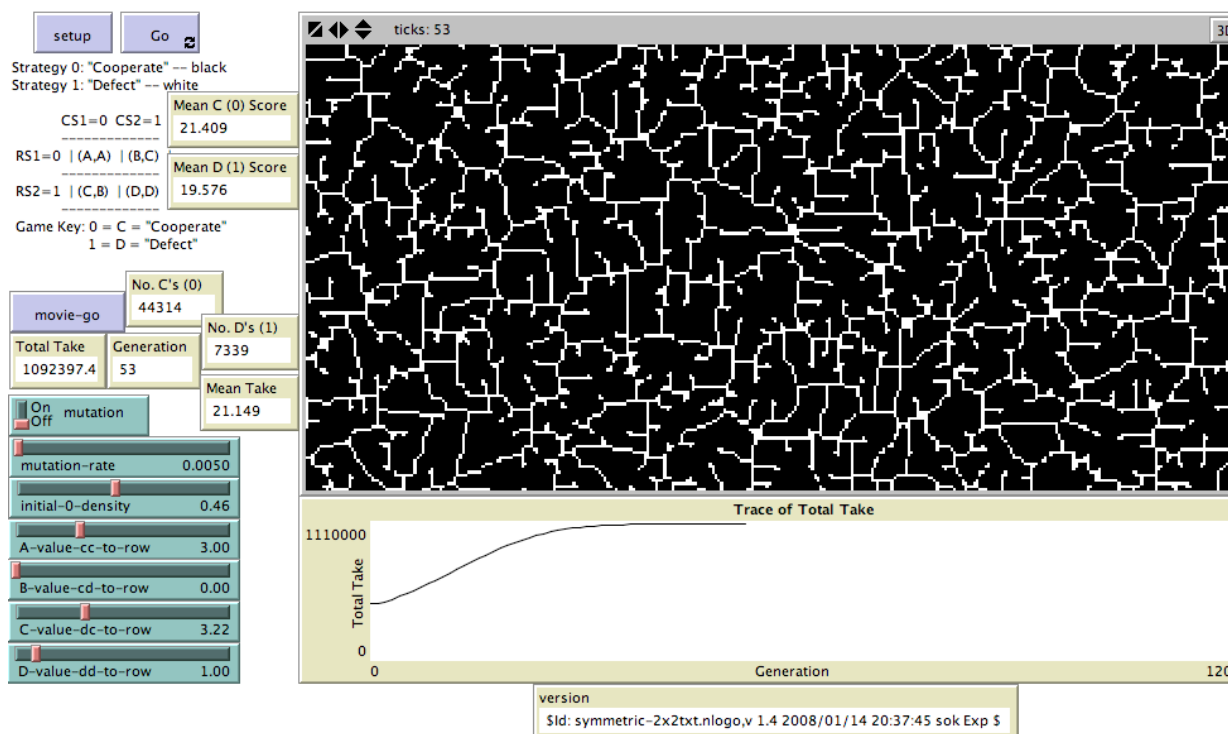 setup
Go
Strategy 0: "Cooperate" -- black
Strategy 1: "Defect" -- white
CS1=0 CS2=1
-------------
RS1=0 | (A,A) | (B,C)
-------------
RS2=1 | (C,B) | (D,D)
-------------
Game Key: 0 = C = "Cooperate"
1 = D = "Defect"
Mean C (0) Score
21.409
Mean D (1) Score
19.576
No. C's (0)
44314
movie-go
No. D's (1)
7339
Total Take
1092397.4
Generation
53
Mean Take
21.149
On
Off
mutation
mutation-rate 0.0050
initial-0-density 0.46
A-value-cc-to-row 3.00
B-value-cd-to-row 0.00
C-value-dc-to-row 3.22
D-value-dd-to-row 1.00
ticks: 53
3D
Trace of Total Take
1110000
Total Take
0
0 Generation 120
version
$Id: symmetric-2x2txt.nlogo,v 1.4 2008/01/14 20:37:45 sok Exp $